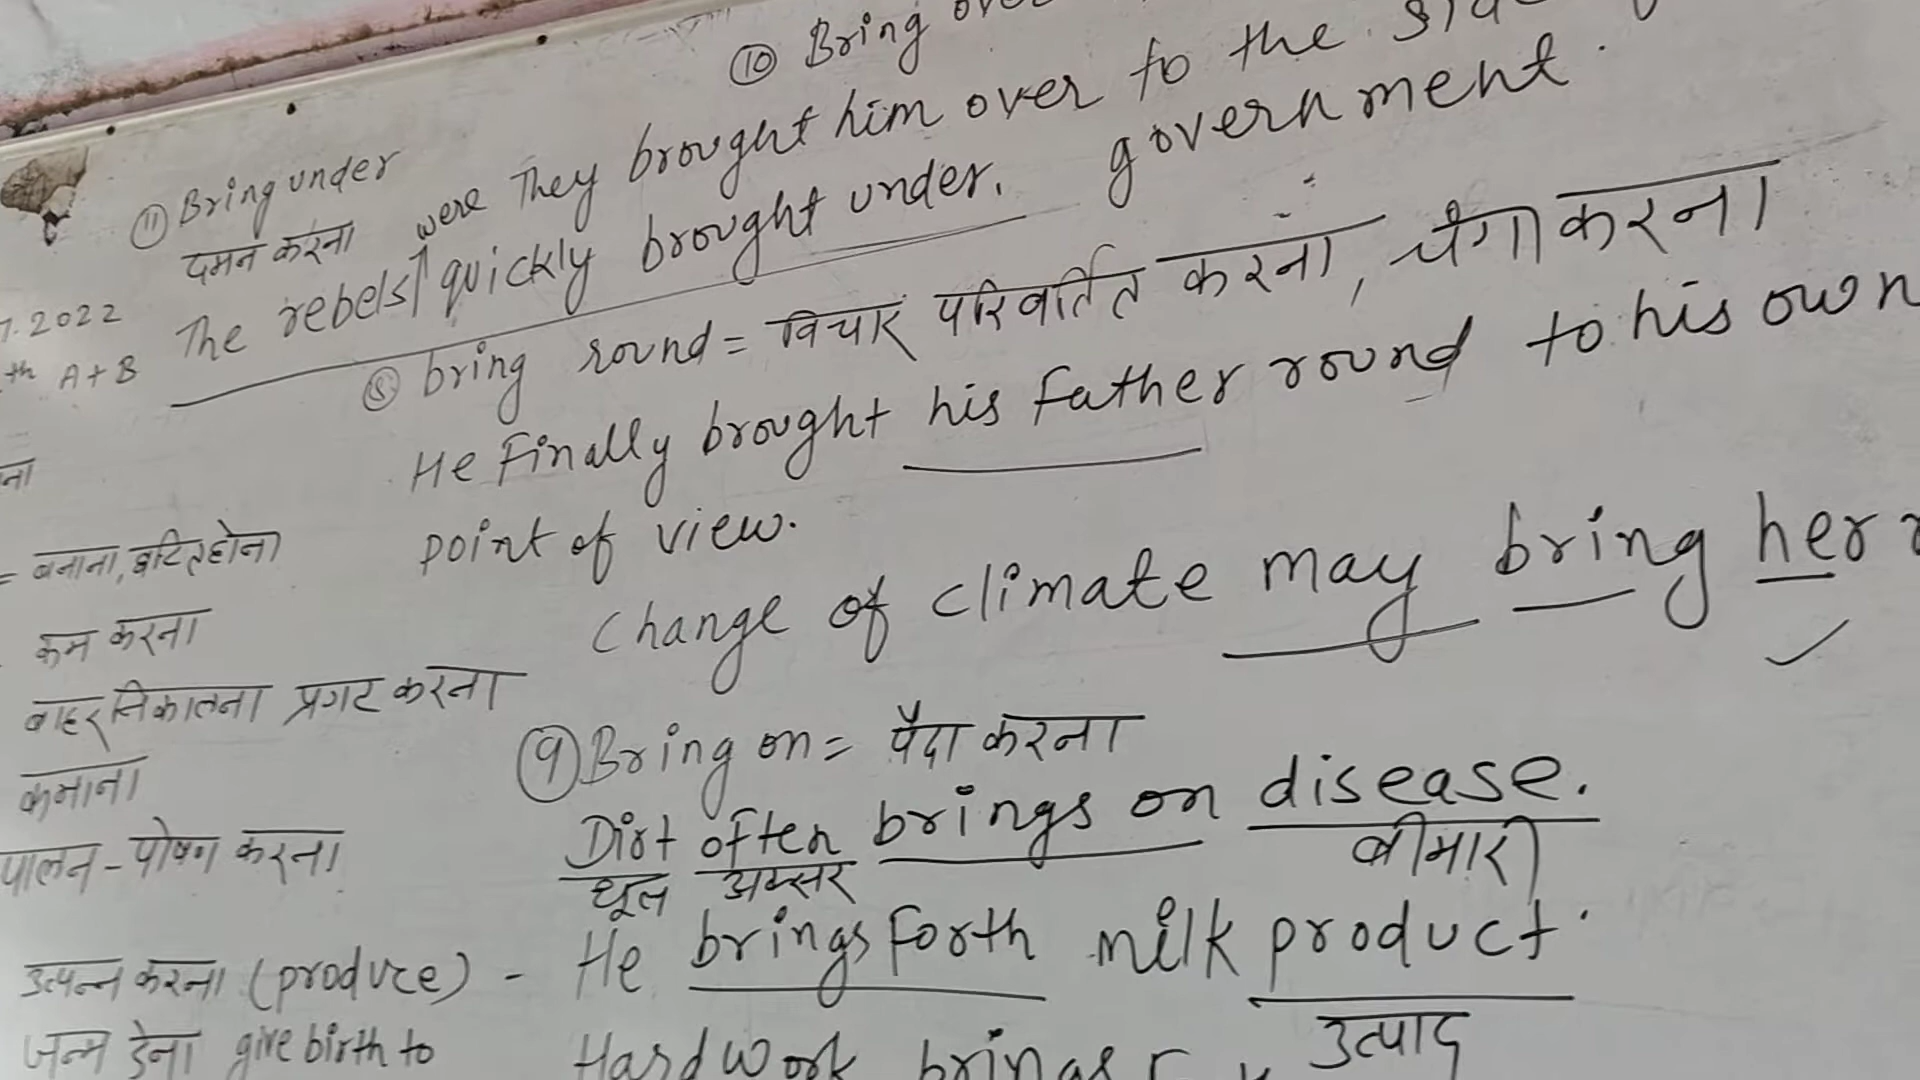 ⑩ Bring
They brought him over to the
government.
⑪ Bring under
दमन करना
were
The rebels quickly brought under.
7.2022
th A+B
⑧ bring round = विचार परिवर्तित करना, चंगा करना
He Finally brought his Father round to his own
point of view.
Change of climate may bring her
ना
= बनाना, घटित होना
कम करना
बाहर निकालना प्रगट करना
कमाना
पालन-पोषण करना
⑨ Bring on = पैदा करना
Dirt often brings on disease.
धूल अक्सर बीमारी
उत्पन्न करना (produce) - He brings forth milk product.
उत्पाद
जन्म देना give birth to Hard work brings